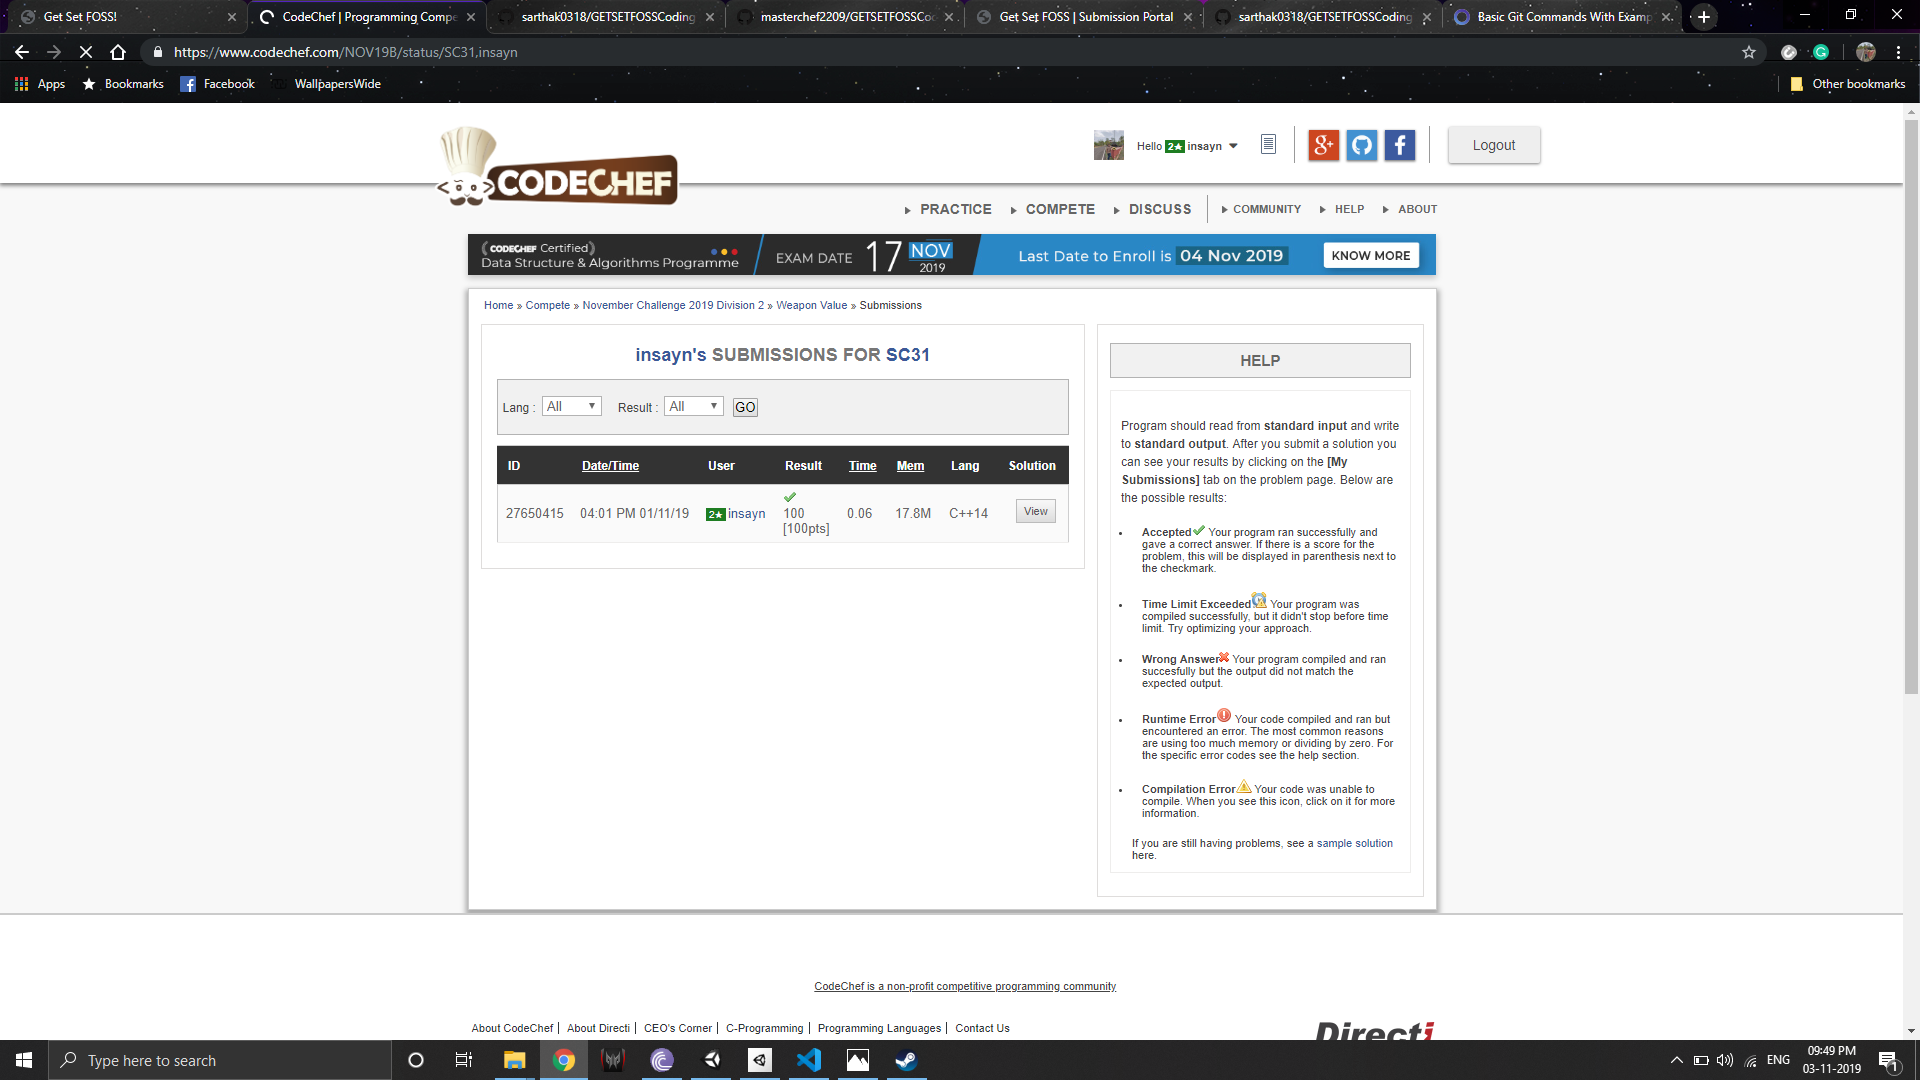 Get Set FOSS!
CodeChef | Programming Compe
sarthak0318/GETSETFOSSCoding
masterchef2209/GETSETFOSSCo
Get Set FOSS | Submission Portal
sarthak0318/GETSETFOSSCoding
Basic Git Commands With Examp
https://www.codechef.com/NOV19B/status/SC31,insayn
Apps
Bookmarks
Facebook
WallpapersWide
Other bookmarks
CODECHEF
Hello 2★ insayn
Logout
PRACTICE
COMPETE
DISCUSS
COMMUNITY
HELP
ABOUT
CODECHEF Certified
Data Structure & Algorithms Programme
EXAM DATE 17 NOV 2019
Last Date to Enroll is 04 Nov 2019
KNOW MORE
Home » Compete » November Challenge 2019 Division 2 » Weapon Value » Submissions
insayn's SUBMISSIONS FOR SC31
Lang : All Result : All GO
ID Date/Time User Result Time Mem Lang Solution
27650415 04:01 PM 01/11/19 2★ insayn 100 [100pts] 0.06 17.8M C++14 View
HELP
Program should read from standard input and write
to standard output. After you submit a solution you
can see your results by clicking on the [My
Submissions] tab on the problem page. Below are
the possible results:
Accepted Your program ran successfully and
gave a correct answer. If there is a score for the
problem, this will be displayed in parenthesis next to
the checkmark.
Time Limit Exceeded Your program was
compiled successfully, but it didn't stop before time
limit. Try optimizing your approach.
Wrong Answer Your program compiled and ran
succesfully but the output did not match the
expected output.
Runtime Error Your code compiled and ran but
encountered an error. The most common reasons
are using too much memory or dividing by zero. For
the specific error codes see the help section.
Compilation Error Your code was unable to
compile. When you see this icon, click on it for more
information.
If you are still having problems, see a sample solution
here.
CodeChef is a non-profit competitive programming community
About CodeChef | About Directi | CEO's Corner | C-Programming | Programming Languages | Contact Us
Directi
Type here to search
ENG
09:49 PM
03-11-2019
1